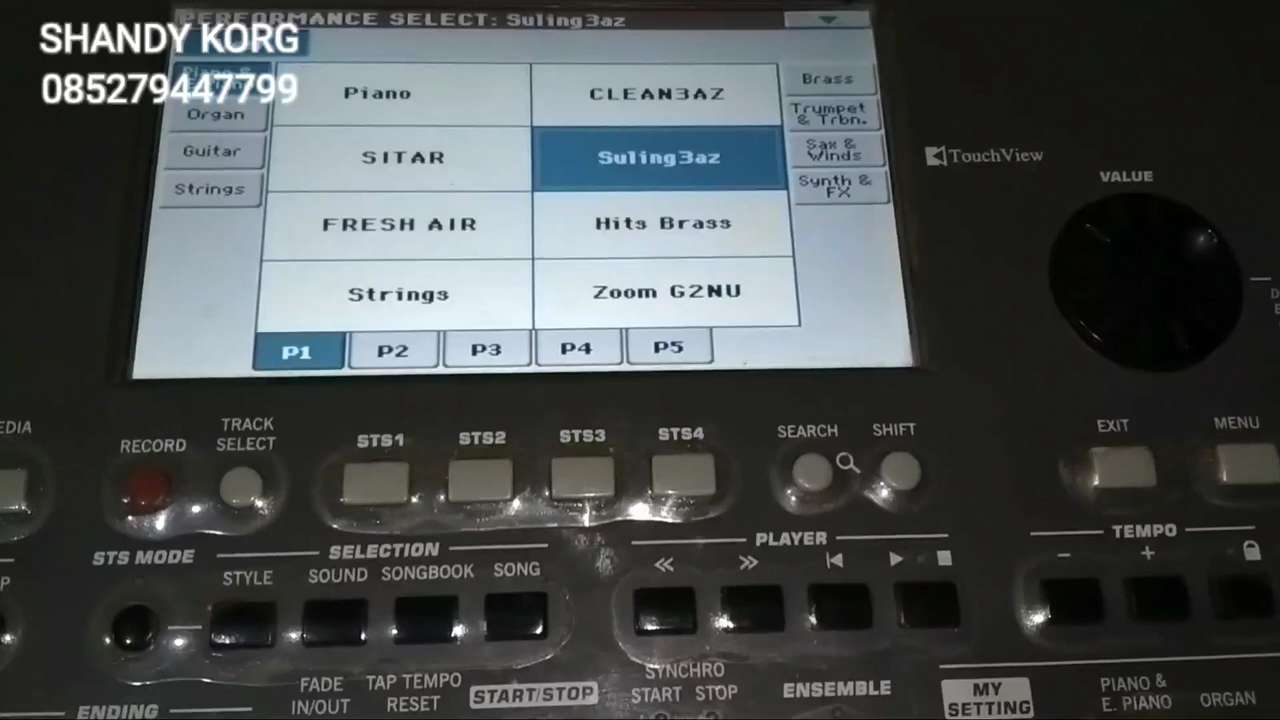 SHANDY KORG
085279447799
PERFORMANCE SELECT: Suling3az
Piano &
Organ
Guitar
Strings
Piano
CLEAN3AZ
SITAR
Suling3az
FRESH AIR
Hits Brass
Strings
Zoom G2NU
Brass
Trumpet
& Trbn.
Sax &
Winds
Synth &
FX
P1
P2
P3
P4
P5
TouchView
VALUE
EDIA
RECORD
TRACK
SELECT
STS1
STS2
STS3
STS4
SEARCH
SHIFT
EXIT
MENU
STS MODE
SELECTION
STYLE
SOUND
SONGBOOK
SONG
PLAYER
TEMPO
-
+
P
ENDING
FADE
IN/OUT
TAP TEMPO
RESET
START/STOP
SYNCHRO
START STOP
ENSEMBLE
MY
SETTING
PIANO &
E. PIANO
ORGAN